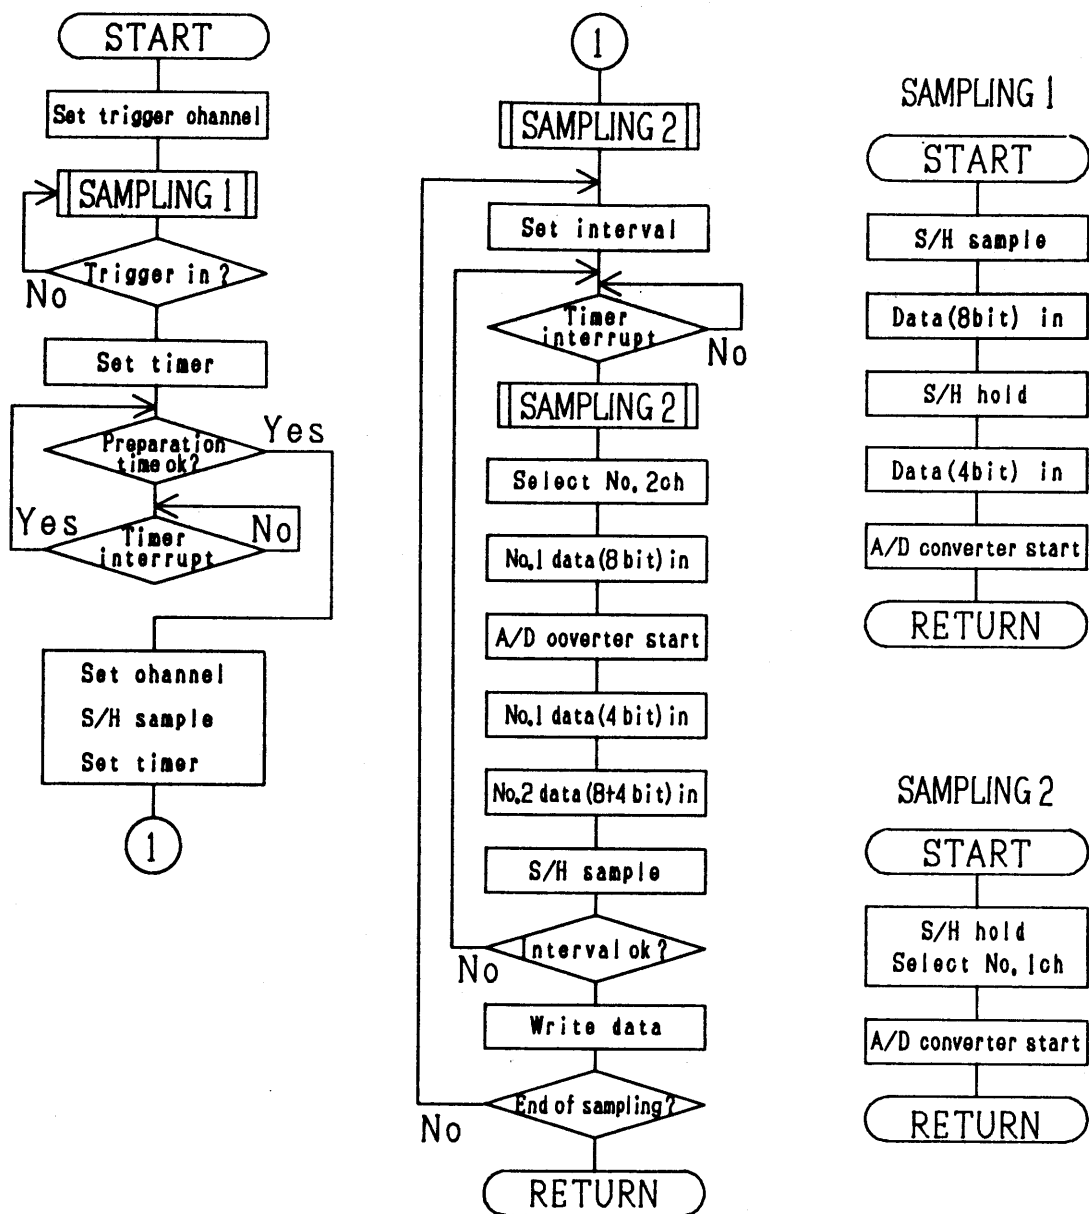 START
Set trigger channel
SAMPLING 1
Trigger in ?
No
Set timer
Preparation
time ok?
Yes
Timer
interrupt
Yes
No
Set channel
S/H sample
Set timer
1
1
SAMPLING 2
Set interval
Timer
interrupt
No
SAMPLING 2
Select No. 2ch
No.1 data(8 bit) in
A/D coverter start
No.1 data(4 bit) in
No.2 data(8+4 bit) in
S/H sample
Interval ok?
No
Write data
End of sampling?
No
RETURN
SAMPLING 1
START
S/H sample
Data(8bit) in
S/H hold
Data(4bit) in
A/D converter start
RETURN
SAMPLING 2
START
S/H hold
Select No. 1ch
A/D converter start
RETURN